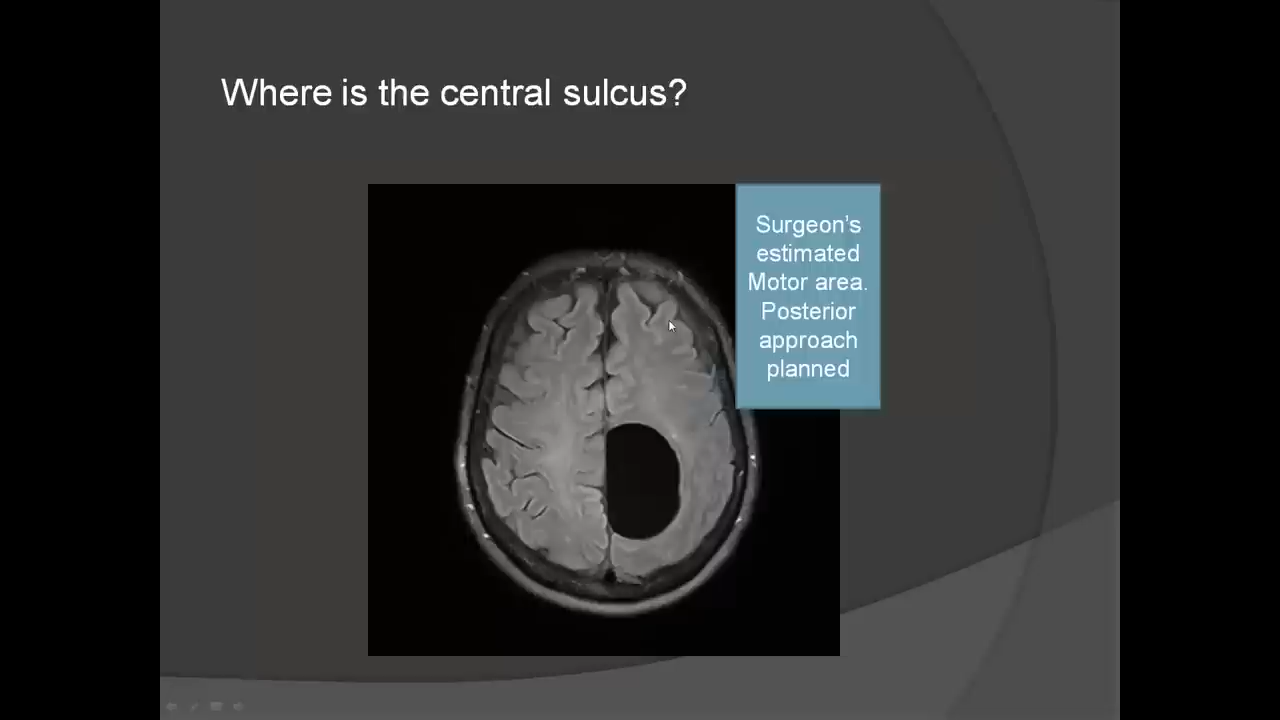 Where is the central sulcus?
Surgeon's
estimated
Motor area.
Posterior
approach
planned